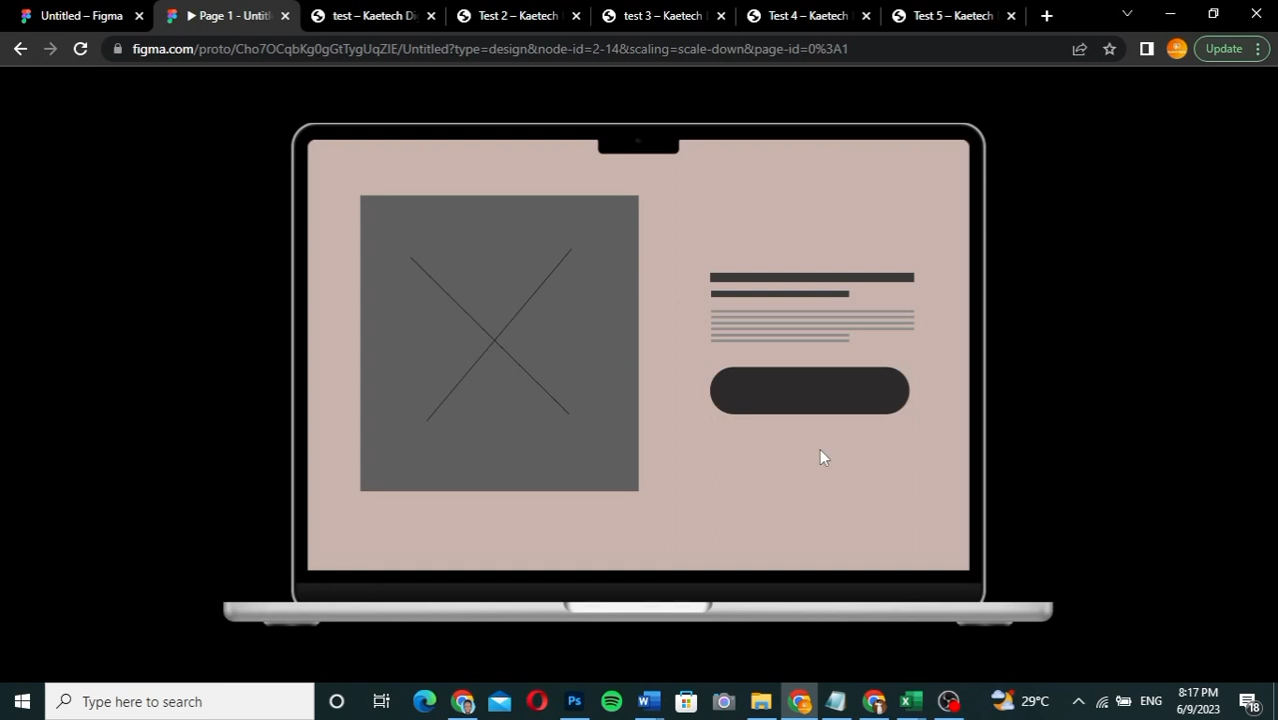 Untitled – Figma
Page 1 - Untitl
test – Kaetech Di
Test 2 – Kaetech
test 3 – Kaetech
Test 4 – Kaetech
Test 5 – Kaetech
figma.com/proto/Cho7OCqbKg0gGtTygUqZIE/Untitled?type=design&node-id=2-14&scaling=scale-down&page-id=0%3A1
Update
Type here to search
Ps
29°C
ENG
8:17 PM
6/9/2023
18